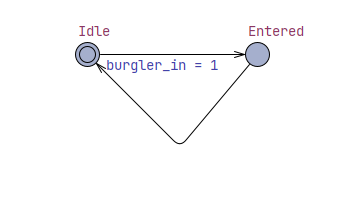 Idle
Entered
burgler_in = 1